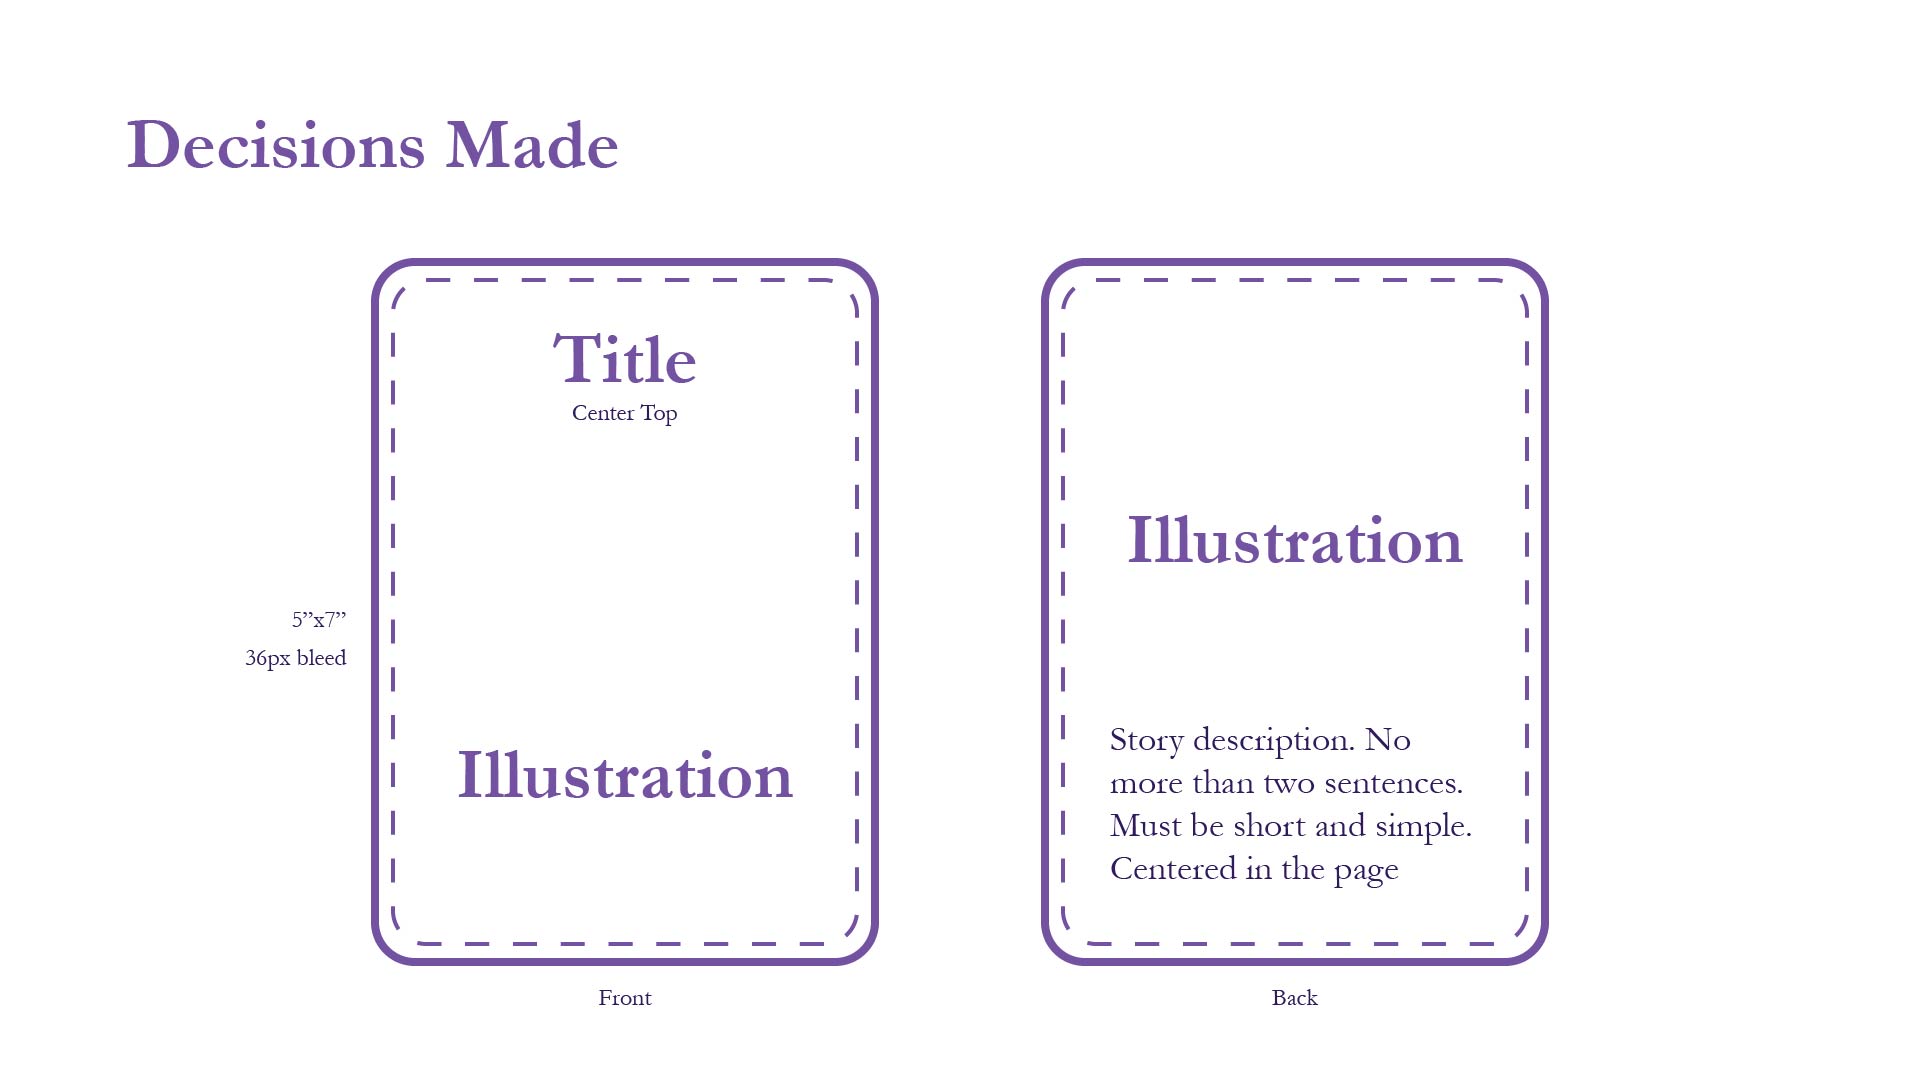 Decisions Made
Title
Center Top
5”x7”
36px bleed
Illustration
Front
Illustration
Story description. No
more than two sentences.
Must be short and simple.
Centered in the page
Back